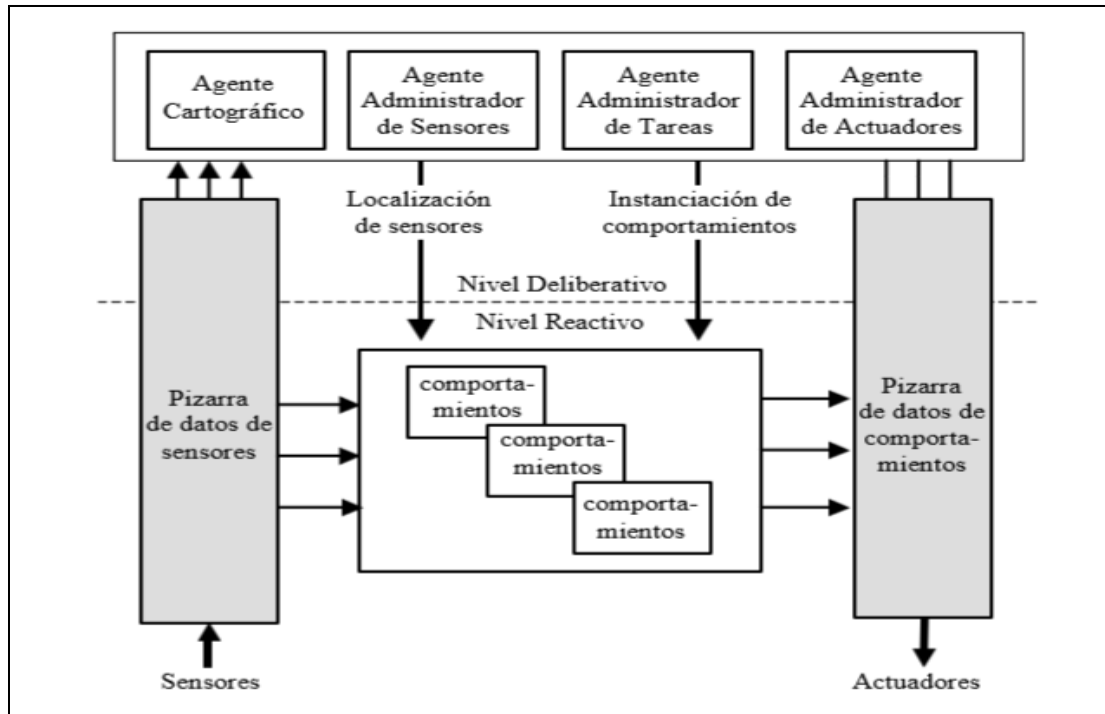 Agente
Cartográfico
Agente
Administrador
de Sensores
Agente
Administrador
de Tareas
Agente
Administrador
de Actuadores
Localización
de sensores
Instanciación de
comportamientos
Nivel Deliberativo
Nivel Reactivo
Pizarra
de datos de
sensores
comporta-
mientos
comporta-
mientos
comporta-
mientos
Pizarra
de datos de
comporta-
mientos
Sensores
Actuadores